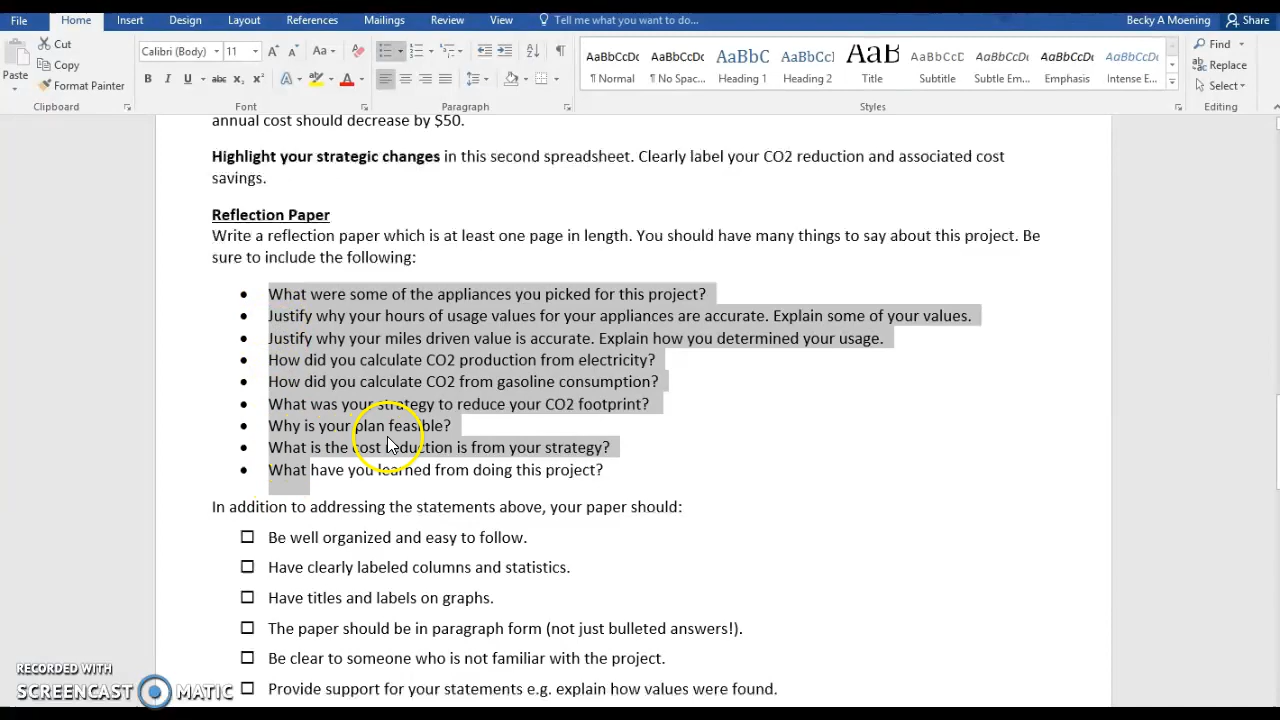 File Home Insert Design Layout References Mailings Review View Tell me what you want to do... Becky A Moening Share
Paste Cut Copy Format Painter
Calibri (Body) 11 Aa
B I U abc x₂ x² A A
AaBbCcDc AaBbCcDc AaBbC AaBbCcI AaB AaBbCcD AaBbCcDc AaBbCcDc AaBbCcDc
¶ Normal ¶ No Spac... Heading 1 Heading 2 Title Subtitle Subtle Em... Emphasis Intense E...
Find Replace Select
Clipboard Font Paragraph Styles Editing
annual cost should decrease by $50.
Highlight your strategic changes in this second spreadsheet. Clearly label your CO2 reduction and associated cost
savings.
Reflection Paper
Write a reflection paper which is at least one page in length. You should have many things to say about this project. Be
sure to include the following:
• What were some of the appliances you picked for this project?
• Justify why your hours of usage values for your appliances are accurate. Explain some of your values.
• Justify why your miles driven value is accurate. Explain how you determined your usage.
• How did you calculate CO2 production from electricity?
• How did you calculate CO2 from gasoline consumption?
• What was your strategy to reduce your CO2 footprint?
• Why is your plan feasible?
• What is the cost reduction is from your strategy?
• What have you learned from doing this project?
In addition to addressing the statements above, your paper should:
☐ Be well organized and easy to follow.
☐ Have clearly labeled columns and statistics.
☐ Have titles and labels on graphs.
☐ The paper should be in paragraph form (not just bulleted answers!).
☐ Be clear to someone who is not familiar with the project.
☐ Provide support for your statements e.g. explain how values were found.
RECORDED WITH
SCREENCAST MATIC